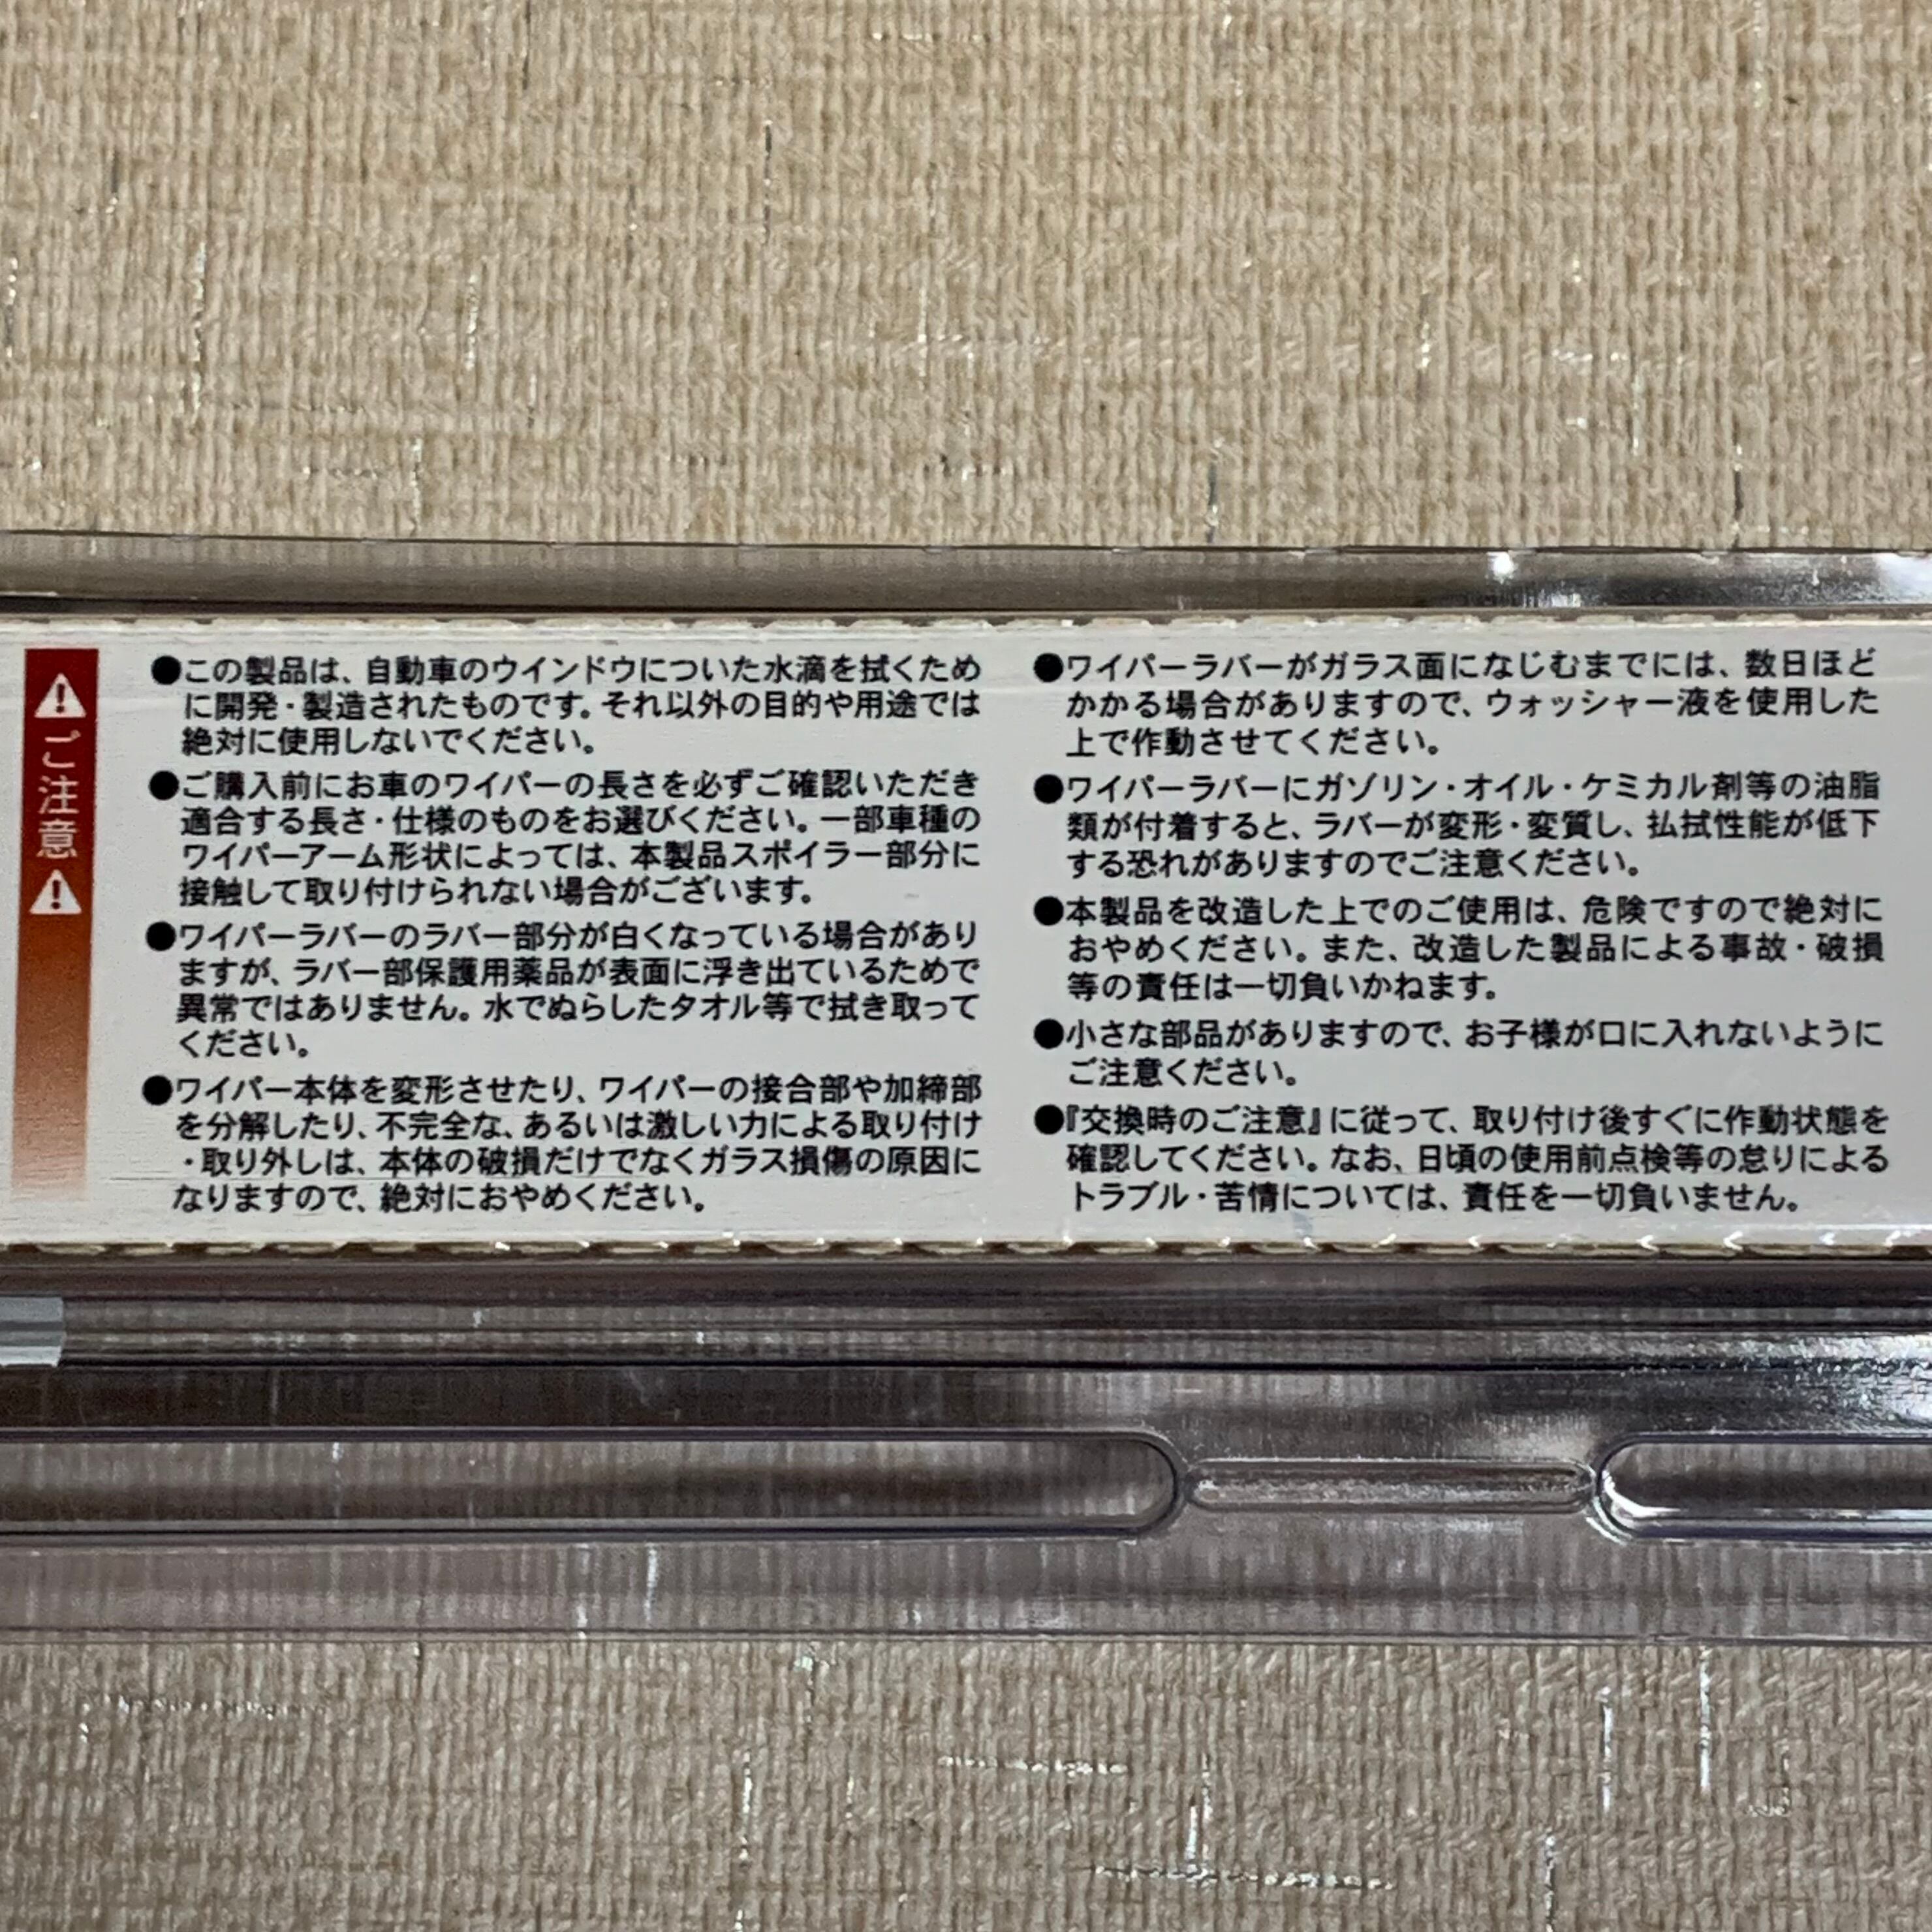 ご注意
●この製品は、自動車のウインドウについた水滴を拭くため
に開発・製造されたものです。それ以外の目的や用途では
絶対に使用しないでください。
●ご購入前にお車のワイパーの長さを必ずご確認いただき
適合する長さ・仕様のものをお選びください。一部車種の
ワイパーアーム形状によっては、本製品スポイラー部分に
接触して取り付けられない場合がございます。
●ワイパーラバーのラバー部分が白くなっている場合があり
ますが、ラバー部保護用薬品が表面に浮き出ているためで
異常ではありません。水でぬらしたタオル等で拭き取って
ください。
●ワイパー本体を変形させたり、ワイパーの接合部や加締部
を分解したり、不完全な、あるいは激しい力による取り付け
・取り外しは、本体の破損だけでなくガラス損傷の原因に
なりますので、絶対におやめください。
●ワイパーラバーがガラス面になじむまでには、数日ほど
かかる場合がありますので、ウォッシャー液を使用した
上で作動させてください。
●ワイパーラバーにガソリン・オイル・ケミカル剤等の油脂
類が付着すると、ラバーが変形・変質し、払拭性能が低下
する恐れがありますのでご注意ください。
●本製品を改造した上でのご使用は、危険ですので絶対に
おやめください。また、改造した製品による事故・破損
等の責任は一切負いかねます。
●小さな部品がありますので、お子様が口に入れないように
ご注意ください。
●『交換時のご注意』に従って、取り付け後すぐに作動状態を
確認してください。なお、日頃の使用前点検等の怠りによる
トラブル・苦情については、責任を一切負いません。